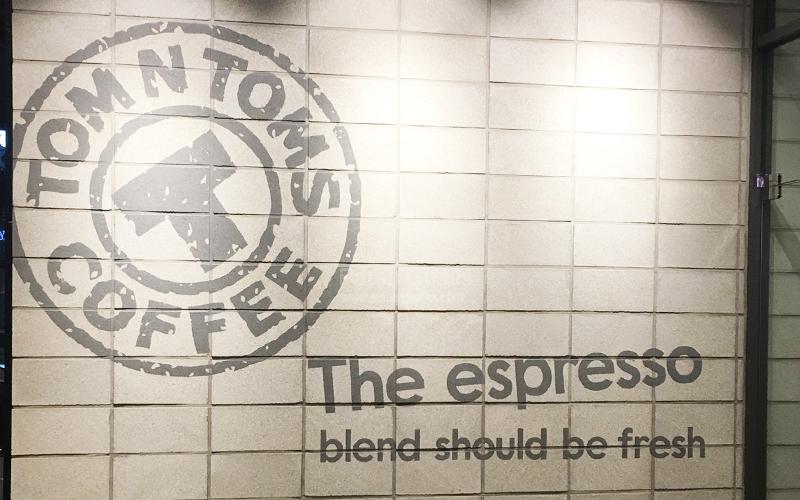 TOM N TOMS
COFFEE
The espresso
blend should be fresh